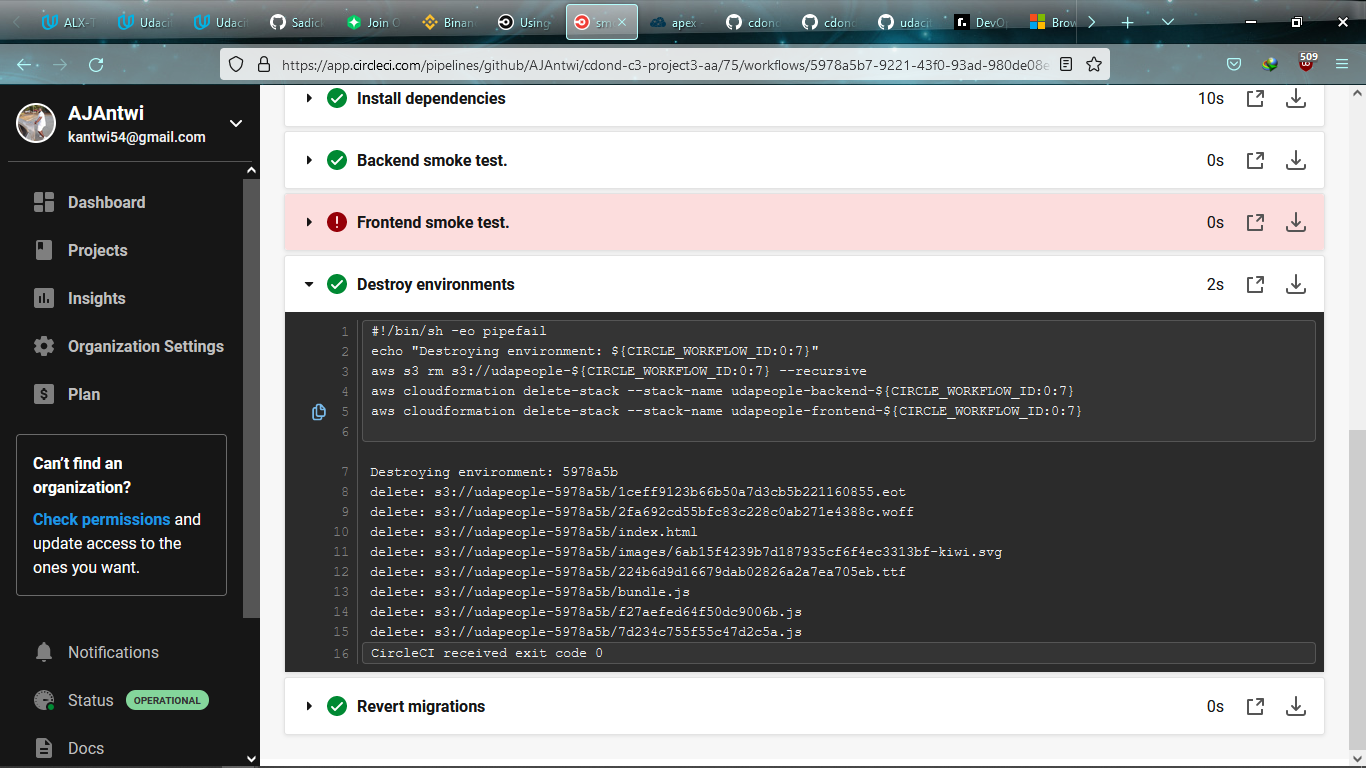 ALX-T
Udaci
Udaci
Sadick
Join O
Binan
Using
"smo
apex -
cdond
cdond
udaci
DevOp
Brow
https://app.circleci.com/pipelines/github/AJAntwi/cdond-c3-project3-aa/75/workflows/5978a5b7-9221-43f0-93ad-980de08e
509
AJAntwi
kantwi54@gmail.com
Dashboard
Projects
Insights
Organization Settings
Plan
Can't find an
organization?
Check permissions and
update access to the
ones you want.
Notifications
Status OPERATIONAL
Docs
Install dependencies 10s
Backend smoke test. 0s
Frontend smoke test. 0s
Destroy environments 2s
1 #!/bin/sh -eo pipefail
2 echo "Destroying environment: ${CIRCLE_WORKFLOW_ID:0:7}"
3 aws s3 rm s3://udapeople-${CIRCLE_WORKFLOW_ID:0:7} --recursive
4 aws cloudformation delete-stack --stack-name udapeople-backend-${CIRCLE_WORKFLOW_ID:0:7}
5 aws cloudformation delete-stack --stack-name udapeople-frontend-${CIRCLE_WORKFLOW_ID:0:7}
6
7 Destroying environment: 5978a5b
8 delete: s3://udapeople-5978a5b/1ceff9123b66b50a7d3cb5b221160855.eot
9 delete: s3://udapeople-5978a5b/2fa692cd55bfc83c228c0ab271e4388c.woff
10 delete: s3://udapeople-5978a5b/index.html
11 delete: s3://udapeople-5978a5b/images/6ab15f4239b7d187935cf6f4ec3313bf-kiwi.svg
12 delete: s3://udapeople-5978a5b/224b6d9d16679dab02826a2a7ea705eb.ttf
13 delete: s3://udapeople-5978a5b/bundle.js
14 delete: s3://udapeople-5978a5b/f27aefed64f50dc9006b.js
15 delete: s3://udapeople-5978a5b/7d234c755f55c47d2c5a.js
16 CircleCI received exit code 0
Revert migrations 0s